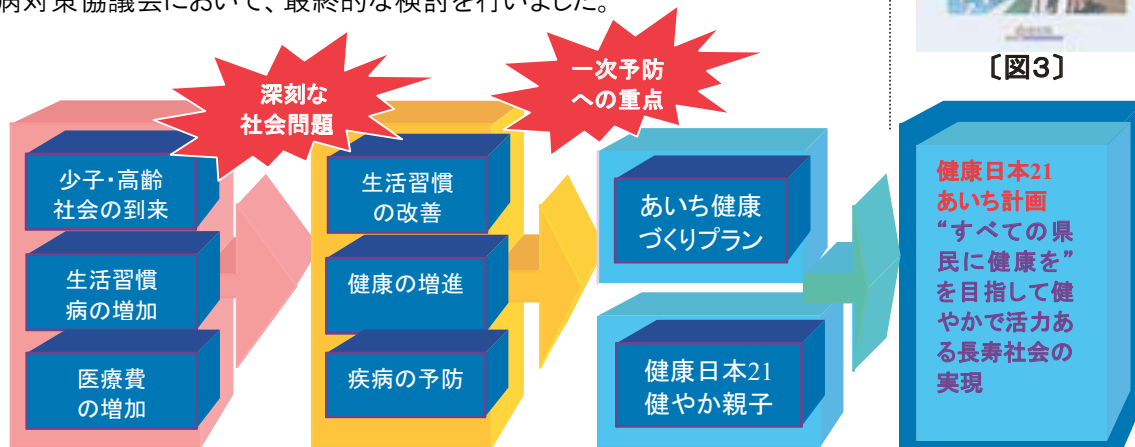 病対策協議会において、最終的な検討を行いました。
〔図3〕
深刻な
社会問題
一次予防
への重点
少子・高齢
社会の到来
生活習慣
病の増加
医療費
の増加
生活習慣
の改善
健康の増進
疾病の予防
あいち健康
づくりプラン
健康日本21
健やか親子
健康日本21
あいち計画
“すべての県
民に健康を”
を目指して健
やかで活力あ
る長寿社会の
実現